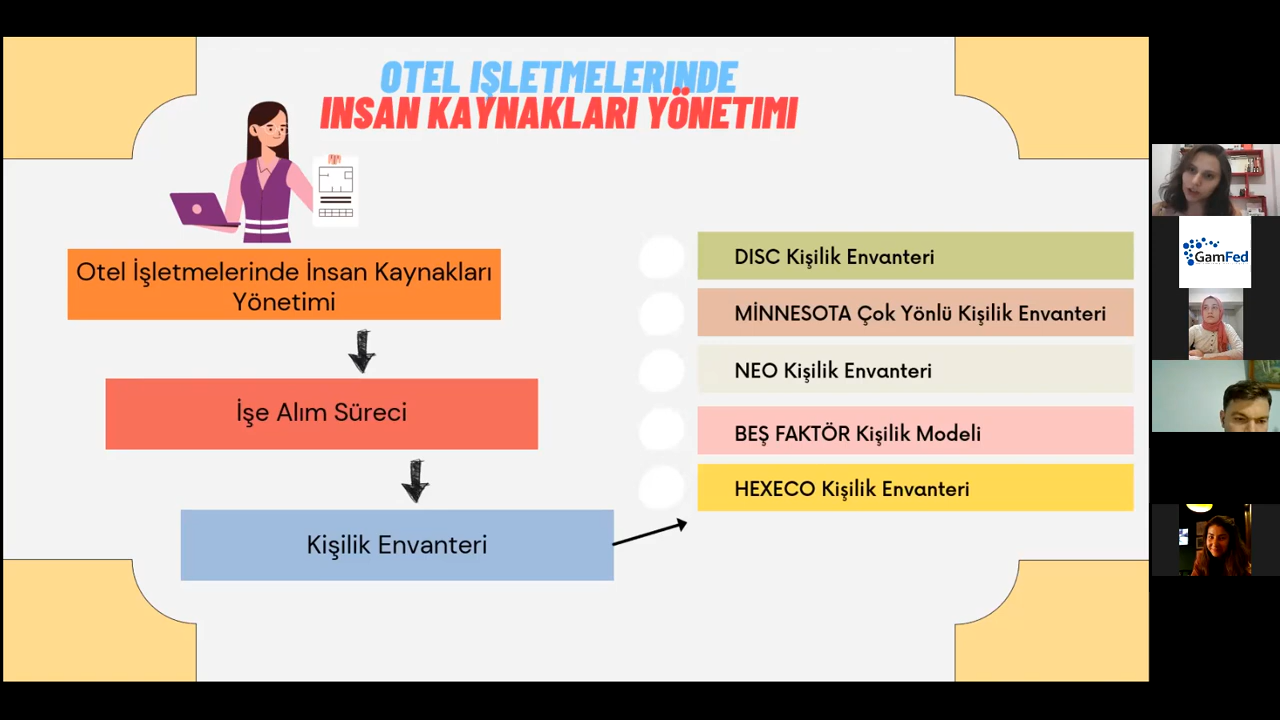 OTEL IŞLETMELERINDE
INSAN KAYNAKLARI YÖNETIMI
Otel İşletmelerinde İnsan Kaynakları
Yönetimi
İşe Alım Süreci
Kişilik Envanteri
DISC Kişilik Envanteri
MİNNESOTA Çok Yönlü Kişilik Envanteri
NEO Kişilik Envanteri
BEŞ FAKTÖR Kişilik Modeli
HEXECO Kişilik Envanteri
GamFed